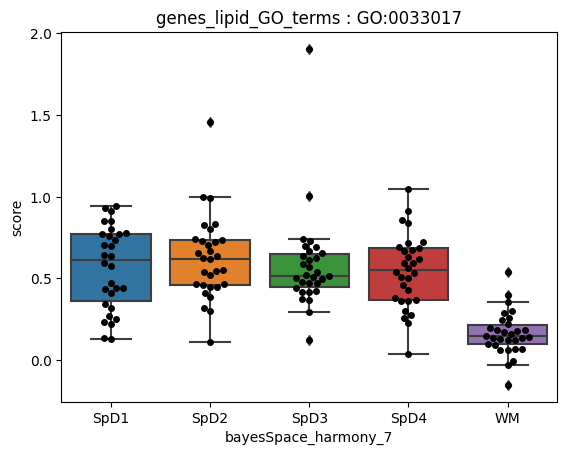 genes_lipid_GO_terms : GO:0033017
2.0
1.5
1.0
0.5
0.0
score
SpD1 SpD2 SpD3 SpD4 WM
bayesSpace_harmony_7